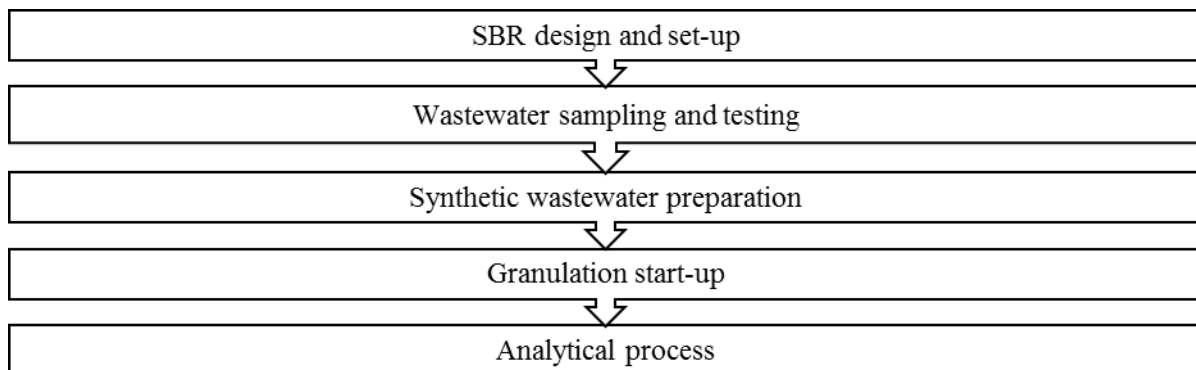 SBR design and set-up
Wastewater sampling and testing
Synthetic wastewater preparation
Granulation start-up
Analytical process